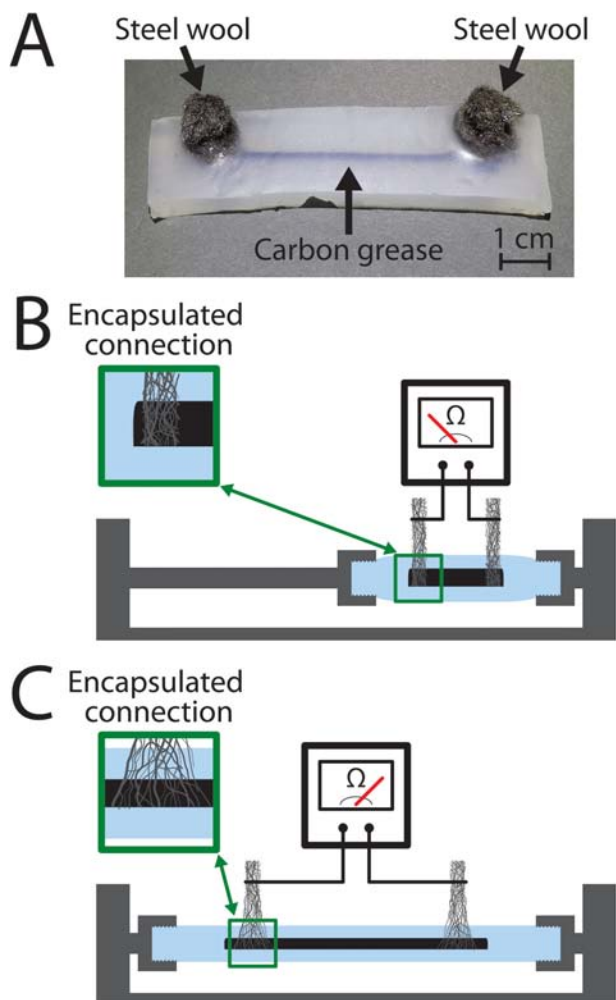 A
Steel wool
Steel wool
Carbon grease
1 cm
B
Encapsulated
connection
Ω
C
Encapsulated
connection
Ω